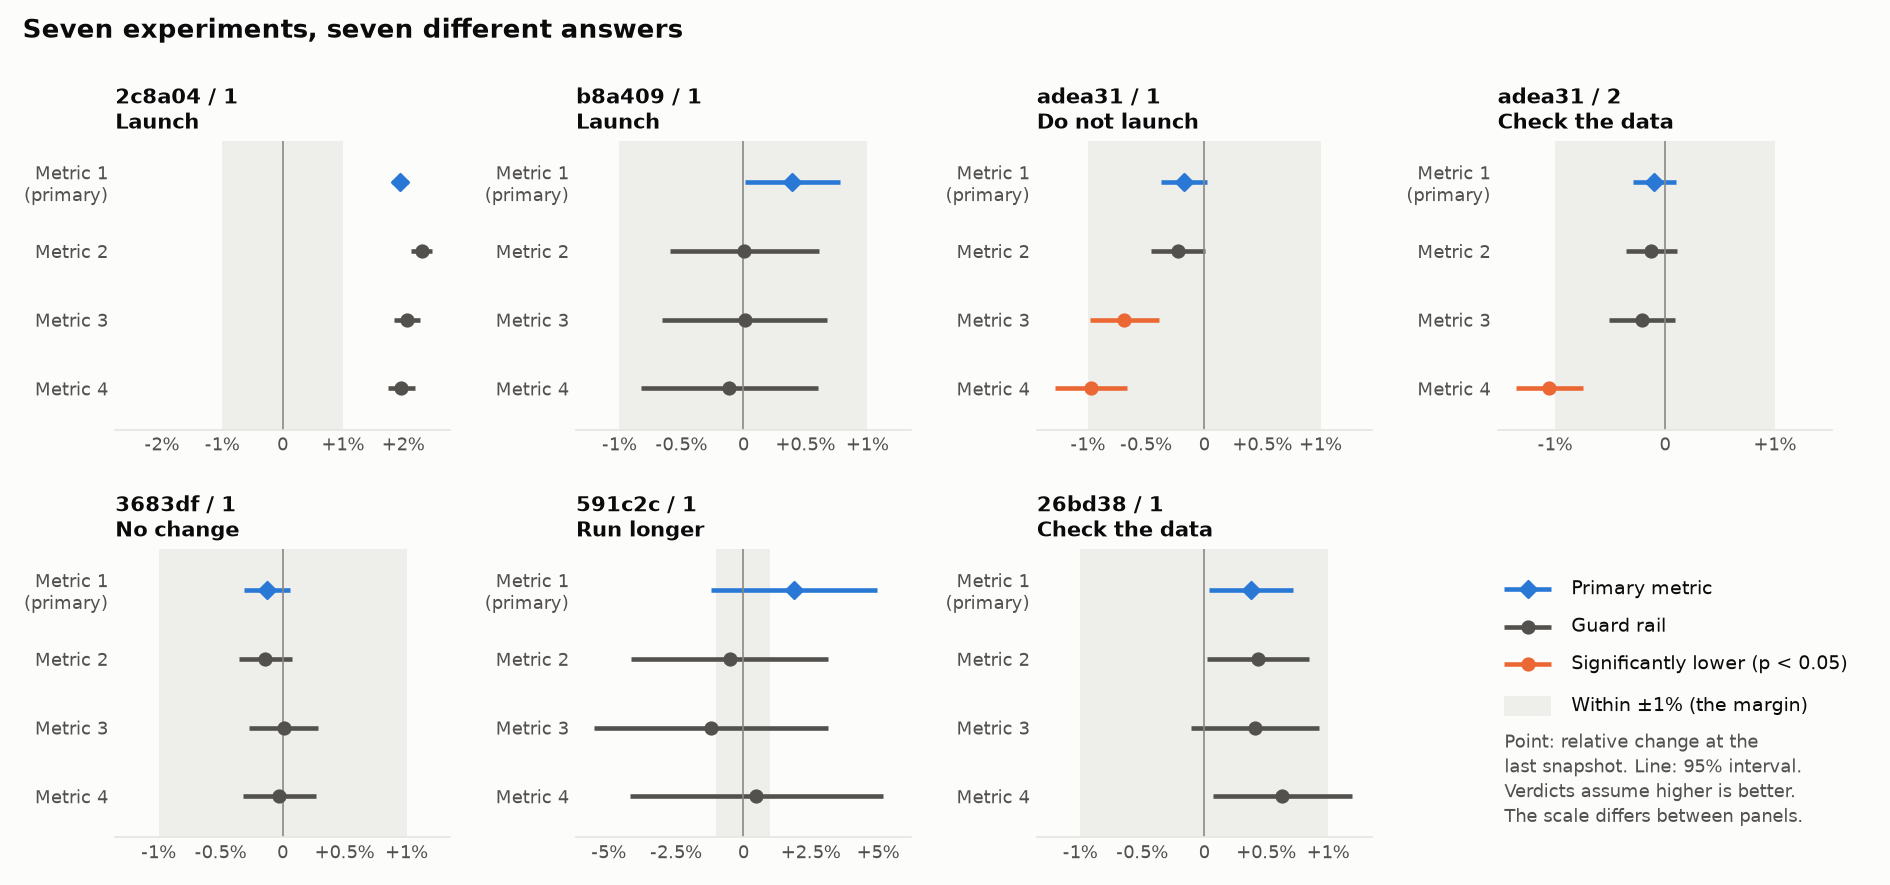 Seven experiments, seven different answers
2c8a04 / 1
Launch
Metric 1
(primary)
Metric 2
Metric 3
Metric 4
-2% -1% 0 +1% +2%
b8a409 / 1
Launch
Metric 1
(primary)
Metric 2
Metric 3
Metric 4
-1% -0.5% 0 +0.5% +1%
adea31 / 1
Do not launch
Metric 1
(primary)
Metric 2
Metric 3
Metric 4
-1% -0.5% 0 +0.5% +1%
adea31 / 2
Check the data
Metric 1
(primary)
Metric 2
Metric 3
Metric 4
-1% 0 +1%
3683df / 1
No change
Metric 1
(primary)
Metric 2
Metric 3
Metric 4
-1% -0.5% 0 +0.5% +1%
591c2c / 1
Run longer
Metric 1
(primary)
Metric 2
Metric 3
Metric 4
-5% -2.5% 0 +2.5% +5%
26bd38 / 1
Check the data
Metric 1
(primary)
Metric 2
Metric 3
Metric 4
-1% -0.5% 0 +0.5% +1%
Primary metric
Guard rail
Significantly lower (p < 0.05)
Within ±1% (the margin)
Point: relative change at the
last snapshot. Line: 95% interval.
Verdicts assume higher is better.
The scale differs between panels.